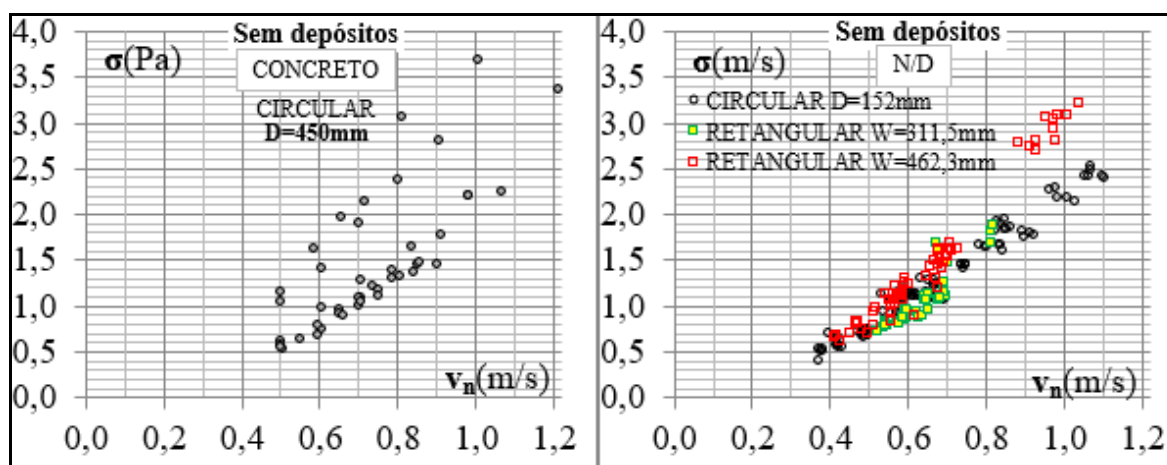 Sem depósitos
σ(Pa)
CONCRETO
CIRCULAR
D=450mm
4,0
3,5
3,0
2,5
2,0
1,5
1,0
0,5
0,0
vn(m/s)
0,0 0,2 0,4 0,6 0,8 1,0 1,2
Sem depósitos
σ(m/s)
N/D
CIRCULAR D=152mm
RETANGULAR W=311,5mm
RETANGULAR W=462,3mm
4,0
3,5
3,0
2,5
2,0
1,5
1,0
0,5
0,0
vn(m/s)
0,0 0,2 0,4 0,6 0,8 1,0 1,2